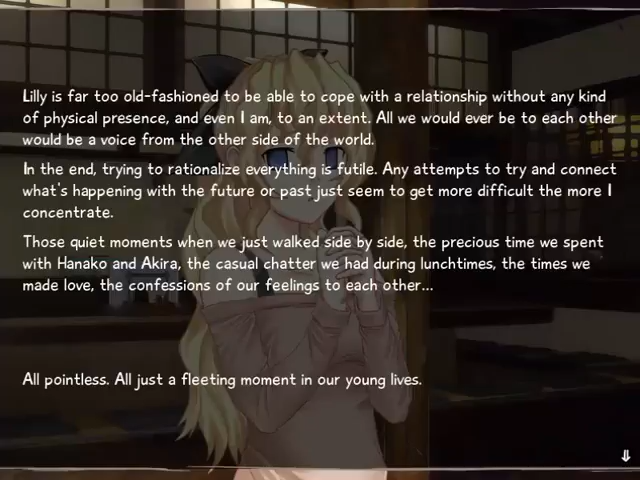 Lilly is far too old-fashioned to be able to cope with a relationship without any kind
of physical presence, and even I am, to an extent. All we would ever be to each other
would be a voice from the other side of the world.
In the end, trying to rationalize everything is futile. Any attempts to try and connect
what's happening with the future or past just seem to get more difficult the more I
concentrate.
Those quiet moments when we just walked side by side, the precious time we spent
with Hanako and Akira, the casual chatter we had during lunchtimes, the times we
made love, the confessions of our feelings to each other...
All pointless. All just a fleeting moment in our young lives.